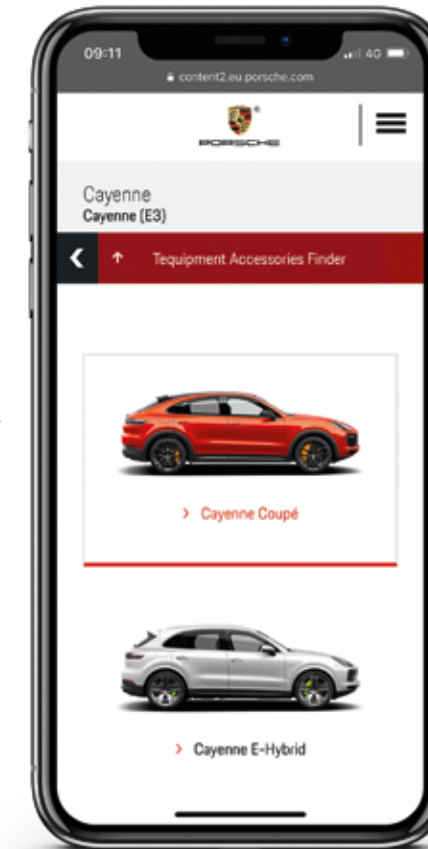 09:11
4G
content2.eu.porsche.com
PORSCHE
Cayenne
Cayenne (E3)
Tequipment Accessories Finder
Cayenne Coupé
Cayenne E-Hybrid